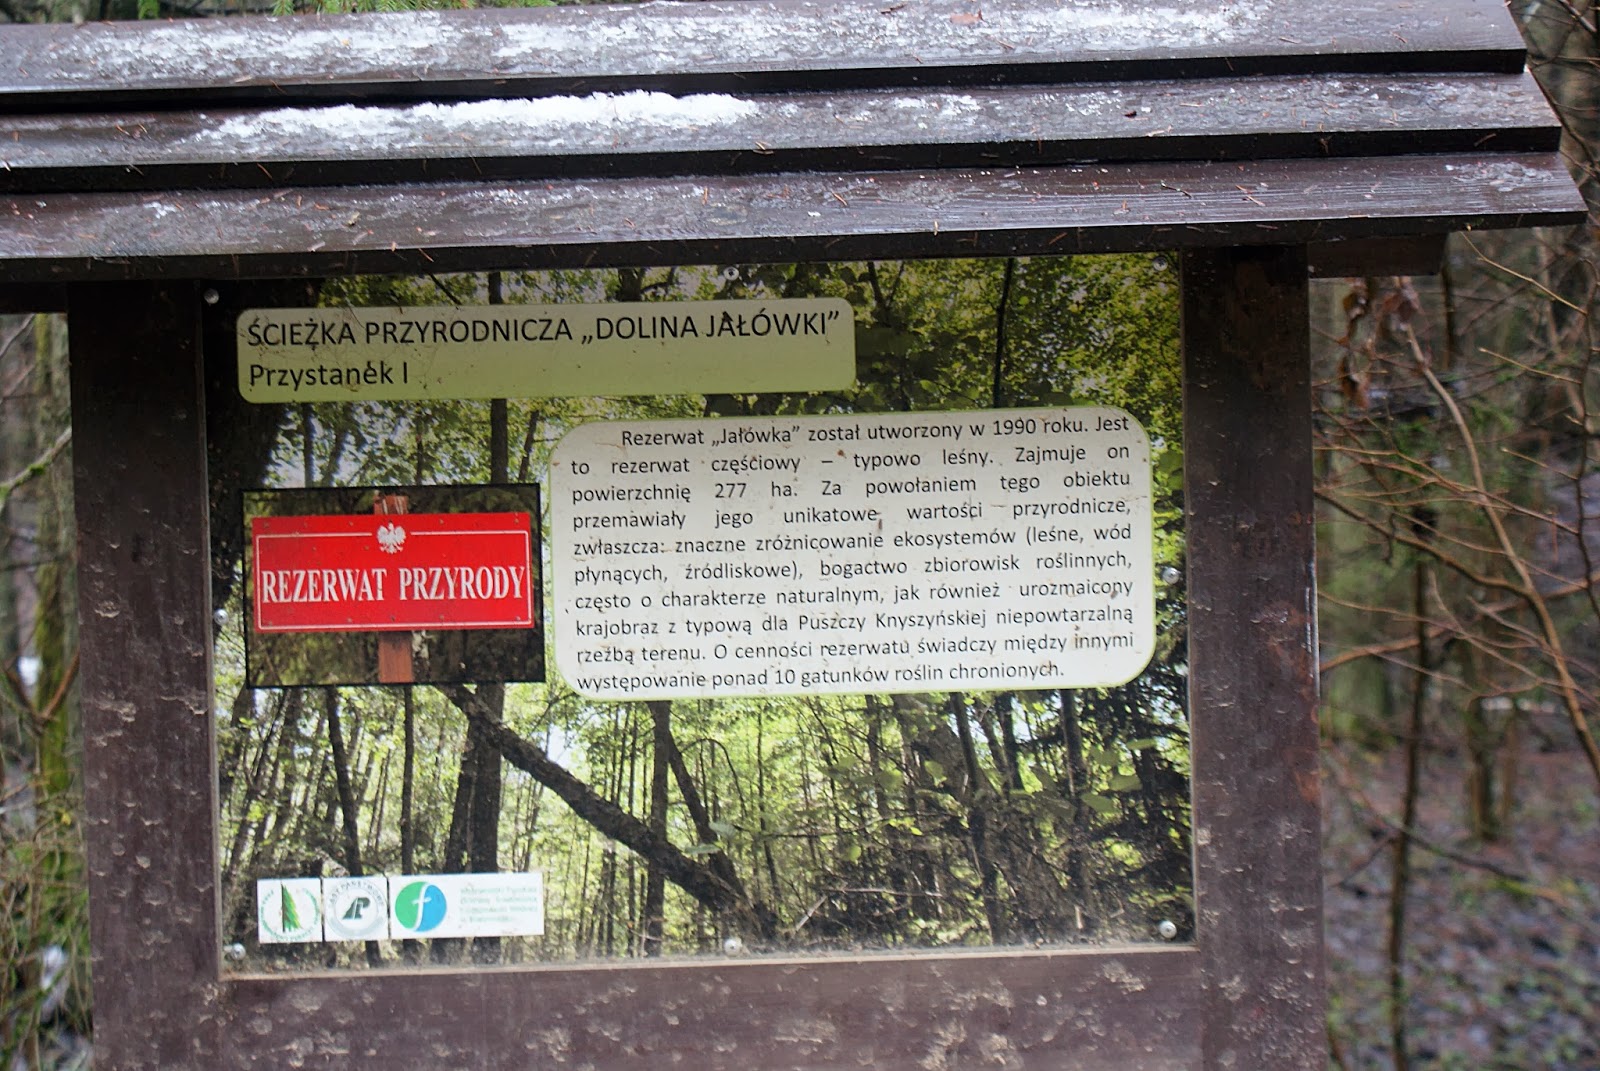 ŚCIEŻKA PRZYRODNICZA „DOLINA JAŁÓWKI”
Przystanek I
Rezerwat „Jałówka” został utworzony w 1990 roku. Jest
to rezerwat częściowy – typowo leśny. Zajmuje on
powierzchnię 277 ha. Za powołaniem tego obiektu
przemawiały jego unikatowe wartości przyrodnicze,
zwłaszcza: znaczne zróżnicowanie ekosystemów (leśne, wód
płynących, źródliskowe), bogactwo zbiorowisk roślinnych,
często o charakterze naturalnym, jak również urozmaicony
krajobraz z typową dla Puszczy Knyszyńskiej niepowtarzalną
rzeźbą terenu. O cenności rezerwatu świadczy między innymi
występowanie ponad 10 gatunków roślin chronionych.
REZERWAT PRZYRODY